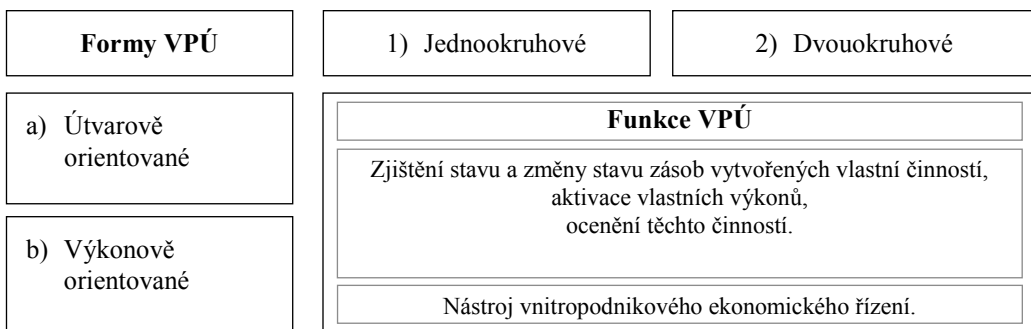 Formy VPÚ
1) Jednookruhové
2) Dvouokruhové
a) Útvarově
orientované
b) Výkonově
orientované
Funkce VPÚ
Zjištění stavu a změny stavu zásob vytvořených vlastní činností,
aktivace vlastních výkonů,
ocenění těchto činností.
Nástroj vnitropodnikového ekonomického řízení.